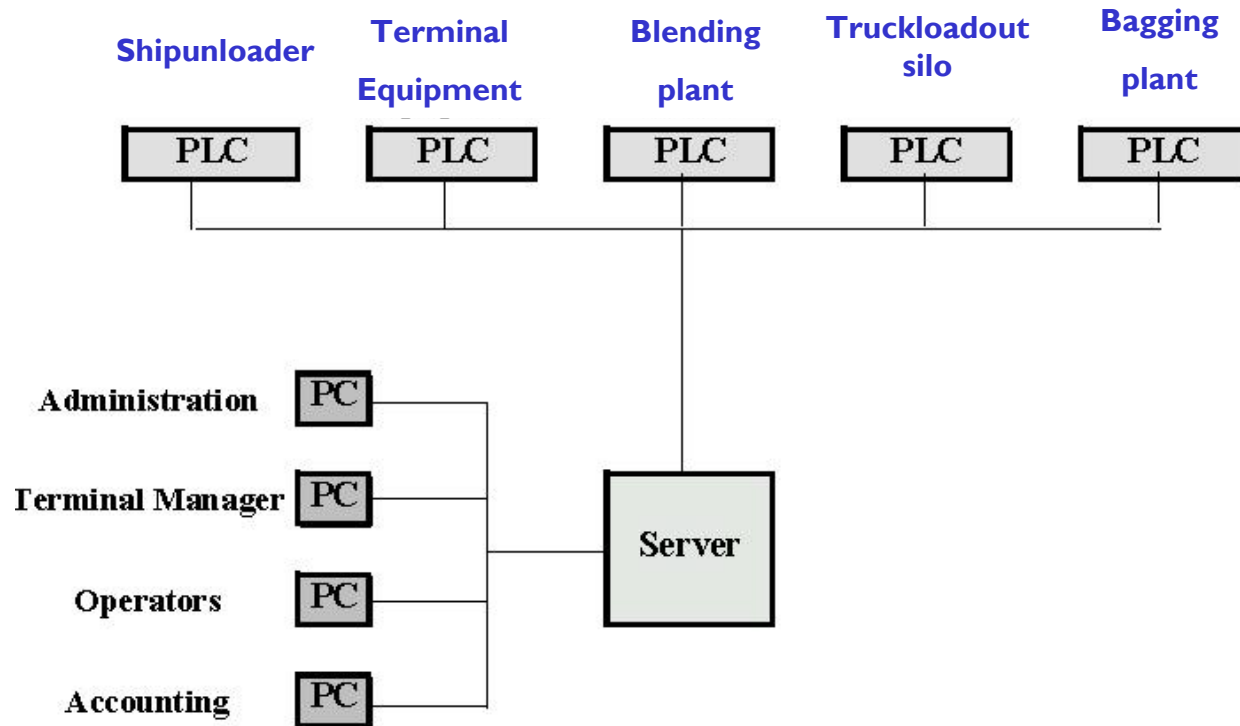 Shipunloader
Terminal
Equipment
Blending
plant
Truckloadout
silo
Bagging
plant
PLC
PLC
PLC
PLC
PLC
Administration
PC
Terminal Manager
PC
Server
Operators
PC
Accounting
PC